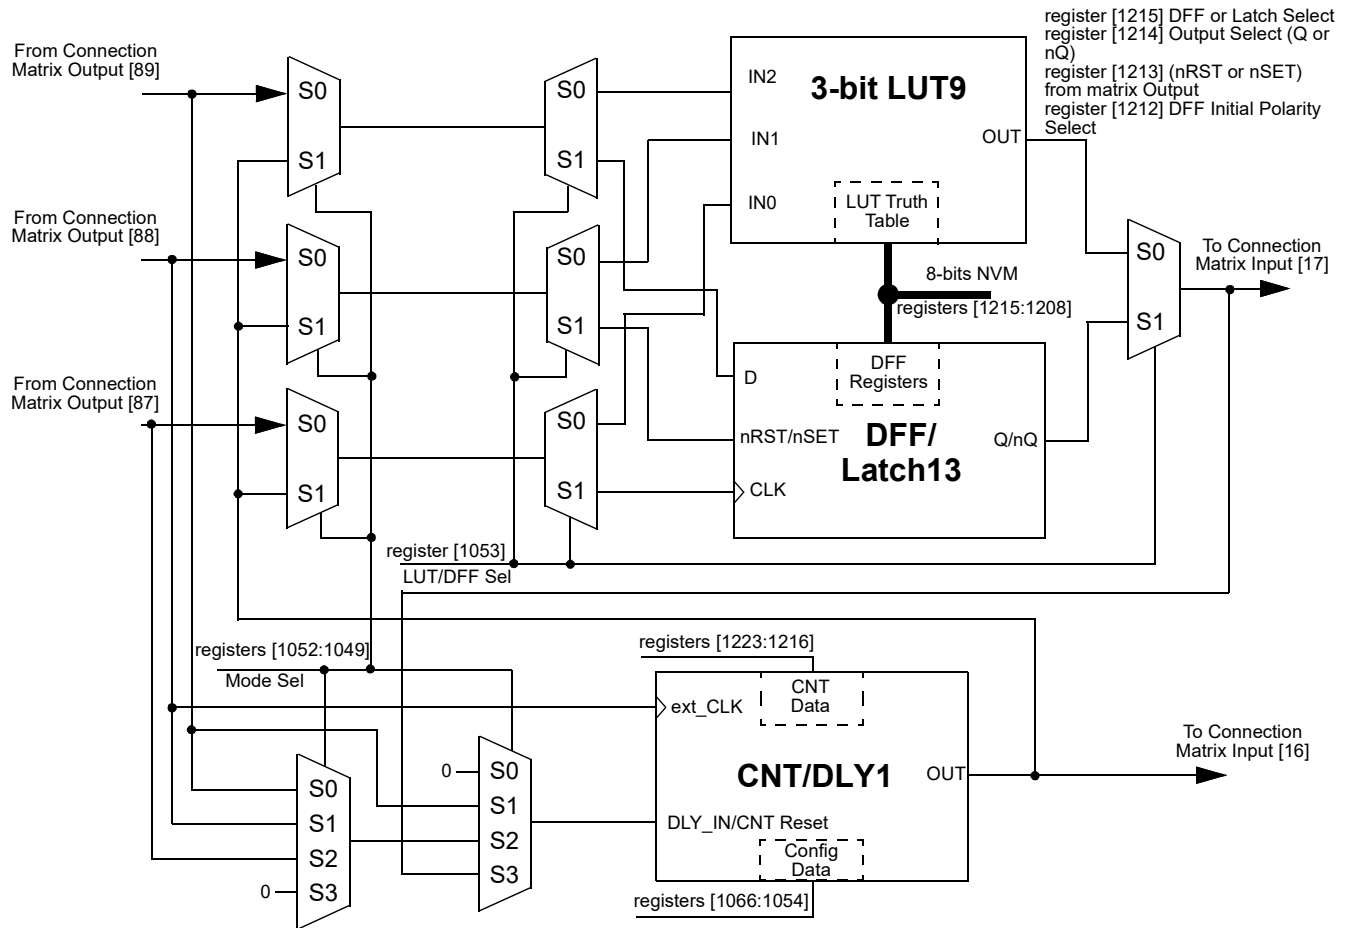 register [1215] DFF or Latch Select
register [1214] Output Select (Q or
nQ)
register [1213] (nRST or nSET)
from matrix Output
register [1212] DFF Initial Polarity
Select
From Connection
Matrix Output [89]
S0
S1
S0
S1
IN2
IN1
IN0
3-bit LUT9
OUT
LUT Truth
Table
From Connection
Matrix Output [88]
S0
S1
S0
S1
8-bits NVM
registers [1215:1208]
S0
S1
To Connection
Matrix Input [17]
From Connection
Matrix Output [87]
S0
S1
S0
S1
D
nRST/nSET
CLK
DFF
Registers
DFF/
Latch13
Q/nQ
register [1053]
LUT/DFF Sel
registers [1052:1049]
Mode Sel
registers [1223:1216]
ext_CLK
CNT
Data
CNT/DLY1
OUT
To Connection
Matrix Input [16]
DLY_IN/CNT Reset
Config
Data
registers [1066:1054]
S0
S1
S2
0 S3
0 S0
S1
S2
S3